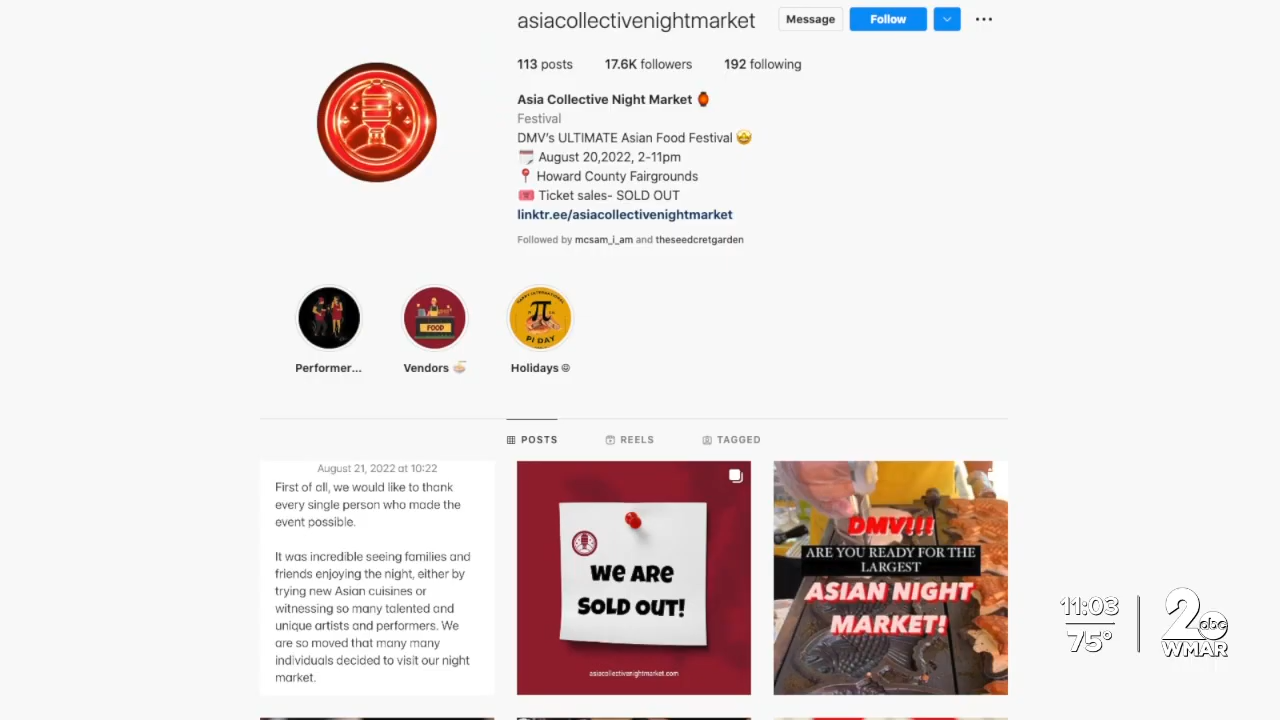 asiacollectivenightmarket
Message
Follow
113 posts
17.6K followers
192 following
Asia Collective Night Market
Festival
DMV's ULTIMATE Asian Food Festival
August 20,2022, 2-11pm
Howard County Fairgrounds
Ticket sales- SOLD OUT
linktr.ee/asiacollectivenightmarket
Followed by mcsam_i_am and theseedcretgarden
FOOD
π
PI DAY
Performer...
Vendors
Holidays
POSTS
REELS
TAGGED
August 21, 2022 at 10:22
First of all, we would like to thank
every single person who made the
event possible.
It was incredible seeing families and
friends enjoying the night, either by
trying new Asian cuisines or
witnessing so many talented and
unique artists and performers. We
are so moved that many many
individuals decided to visit our night
market.
WE ARE
SOLD OUT!
asiacollectivenightmarket.com
DMV!!!
ARE YOU READY FOR THE
LARGEST
ASIAN NIGHT
MARKET!
11:03
75°
2
abc
WMAR